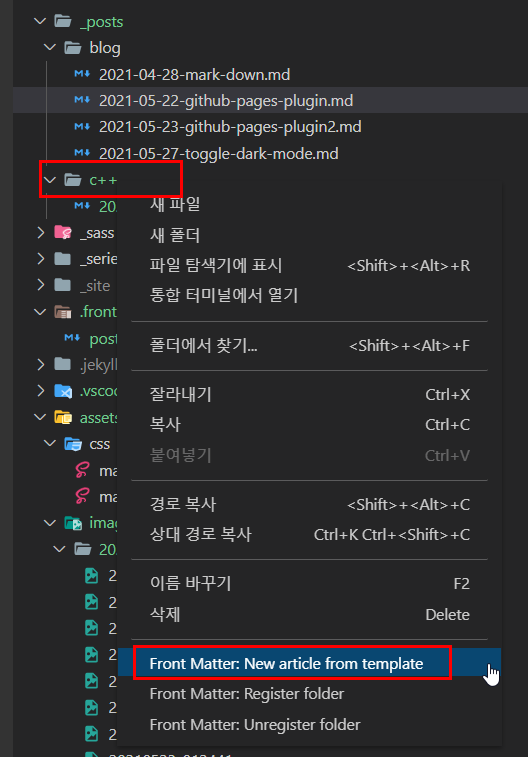 _posts
blog
2021-04-28-mark-down.md
2021-05-22-github-pages-plugin.md
2021-05-23-github-pages-plugin2.md
2021-05-27-toggle-dark-mode.md
c++
20
새 파일
_sass
새 폴더
_serie
파일 탐색기에 표시 <Shift>+<Alt>+R
_site
통합 터미널에서 열기
.front
post
폴더에서 찾기... <Shift>+<Alt>+F
.jekyll
.vscod
잘라내기 Ctrl+X
assets
복사 Ctrl+C
css
붙여넣기 Ctrl+V
ma
ma
경로 복사 <Shift>+<Alt>+C
imag
상대 경로 복사 Ctrl+K Ctrl+<Shift>+C
20
2
이름 바꾸기 F2
2
삭제 Delete
2
2
Front Matter: New article from template
2
Front Matter: Register folder
2
Front Matter: Unregister folder
2